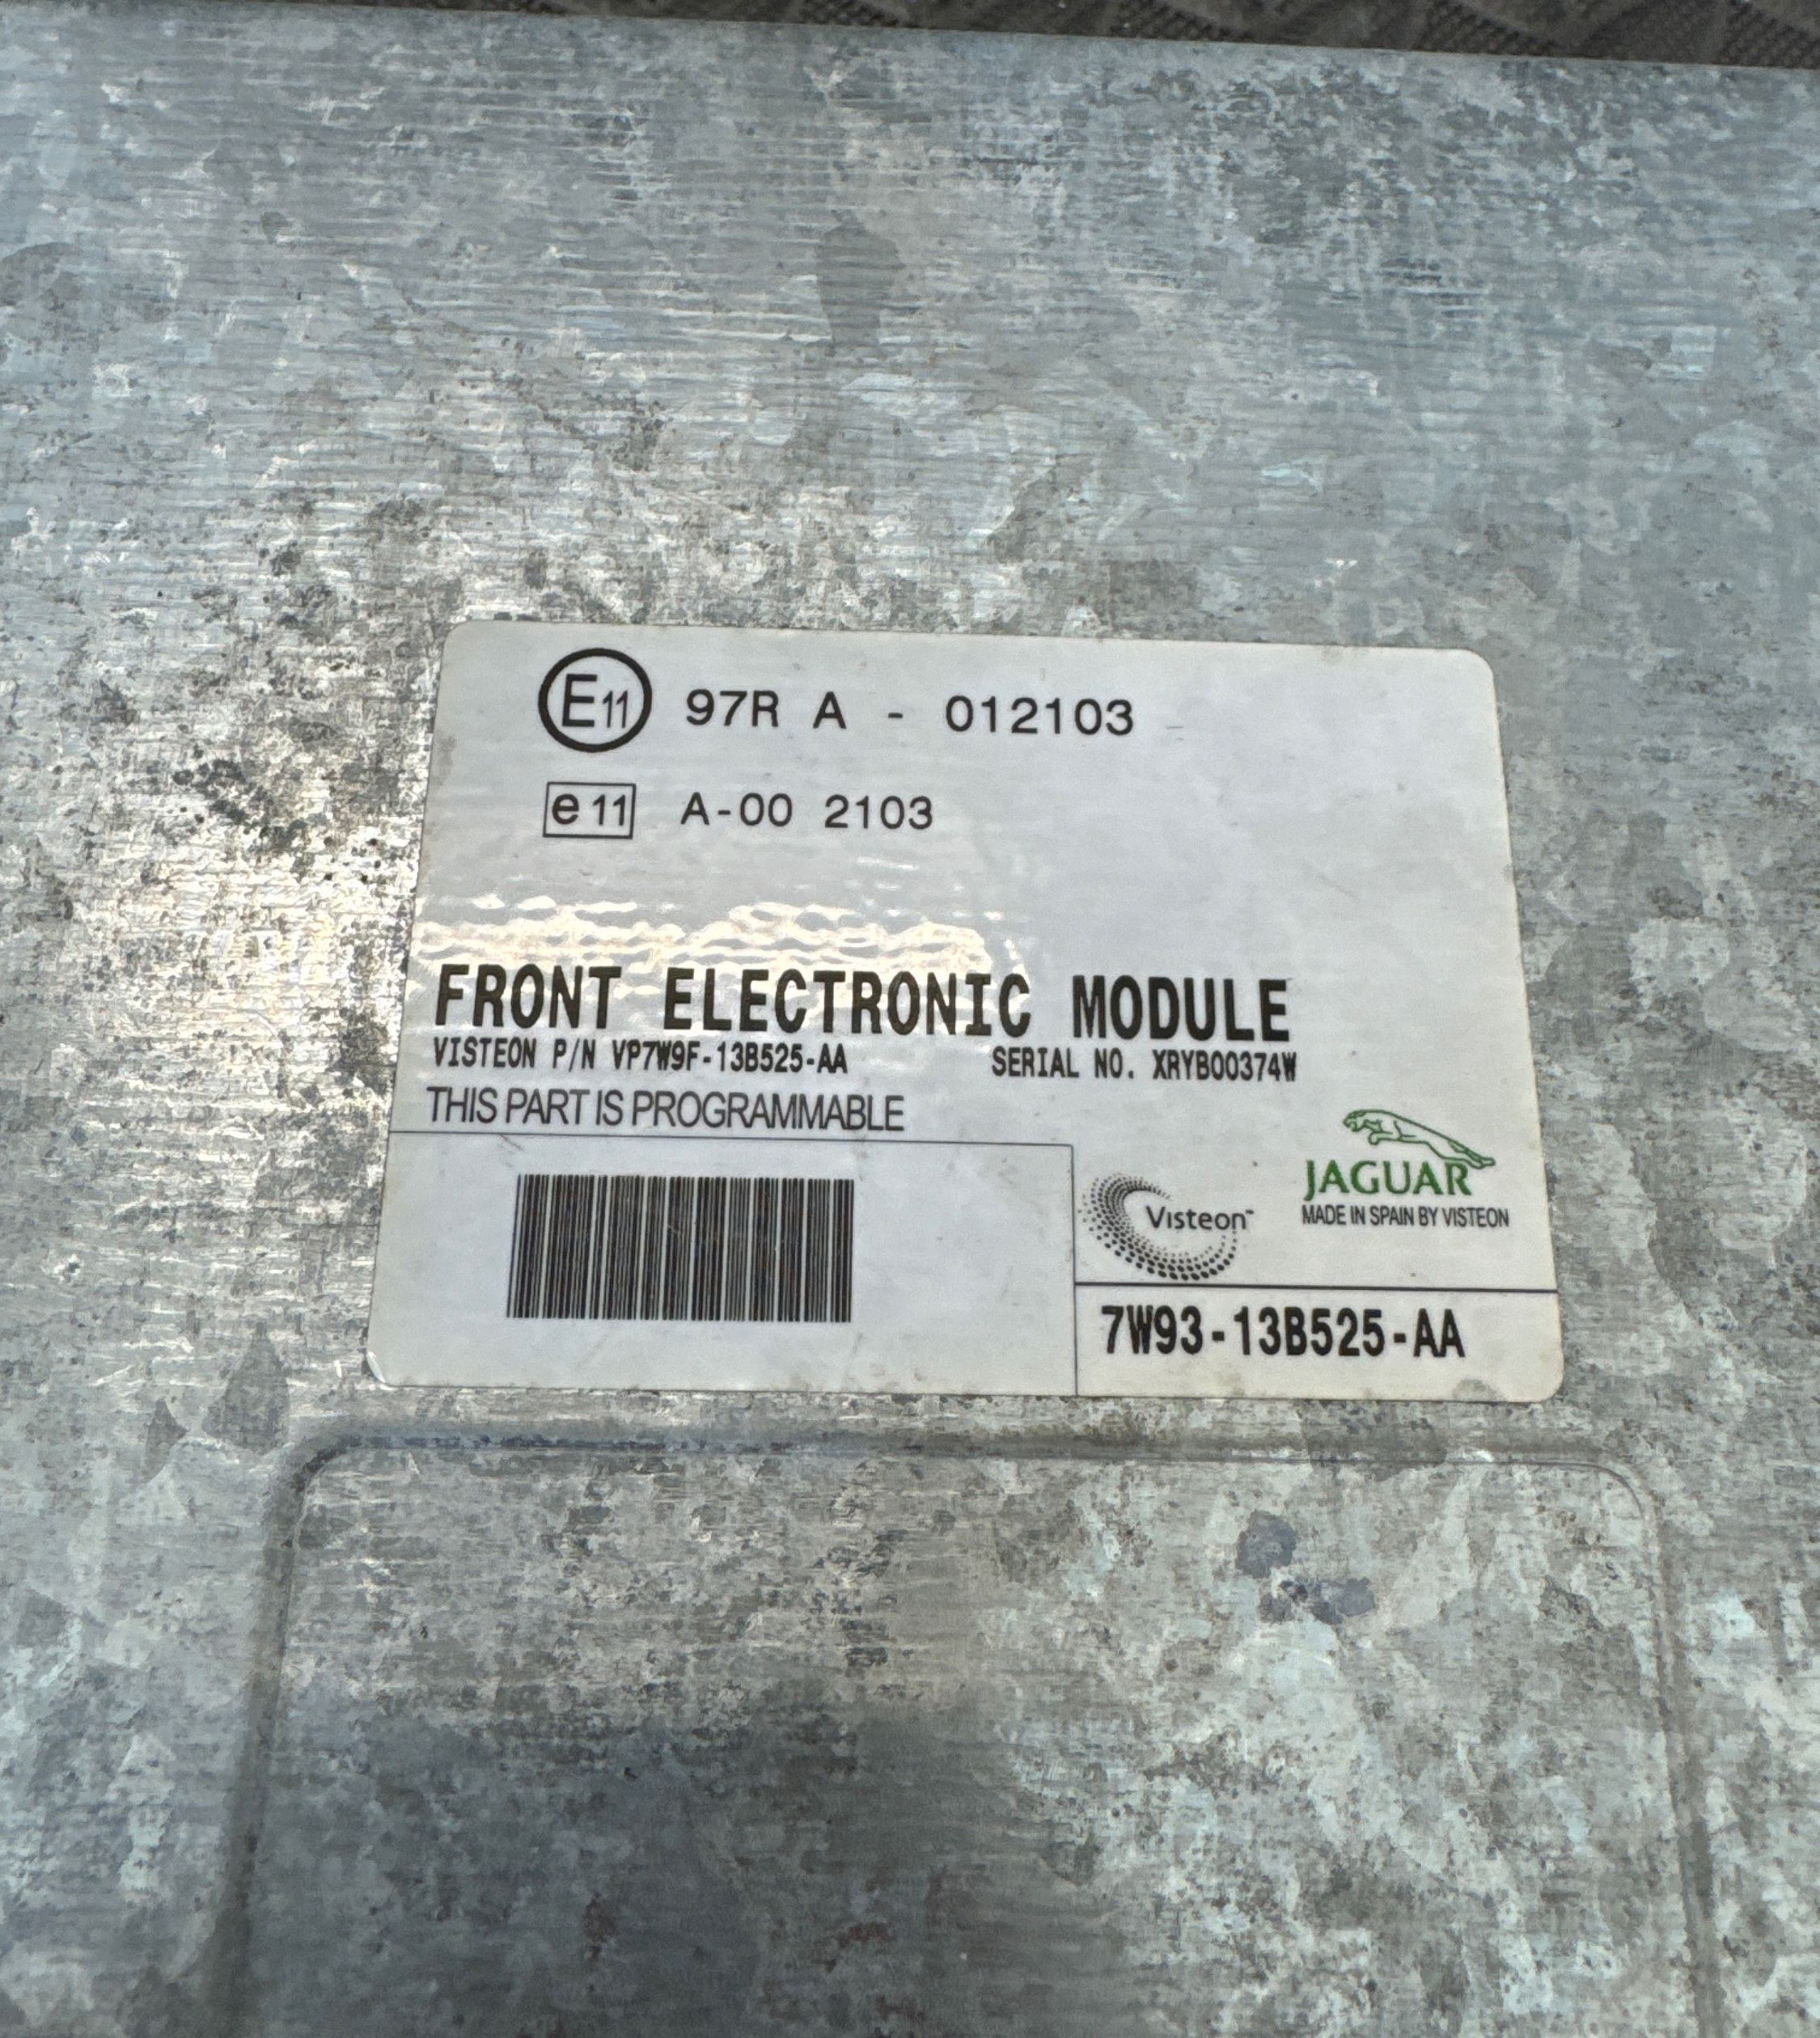 E11 97R A - 012103
e11 A-00 2103
FRONT ELECTRONIC MODULE
VISTEON P/N VP7W9F-13B525-AA SERIAL NO. XRYB00374W
THIS PART IS PROGRAMMABLE
Visteon™
JAGUAR
MADE IN SPAIN BY VISTEON
7W93-13B525-AA